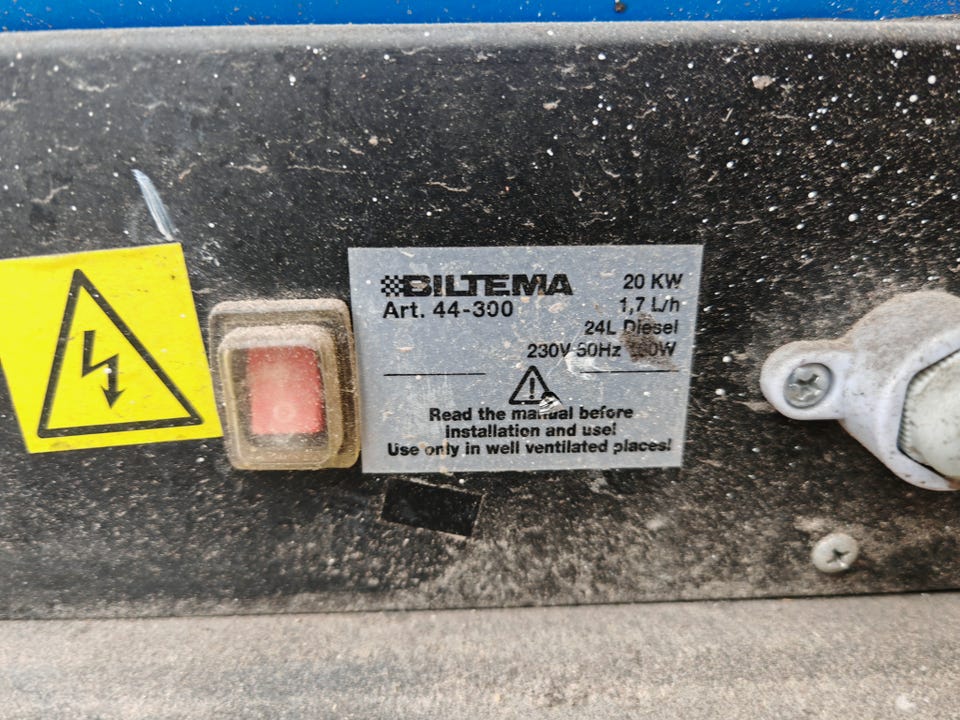 BILTEMA
Art. 44-300
20 KW
1,7 L/h
24L Diesel
230V 50Hz
Read the manual before
installation and use!
Use only in well ventilated places!